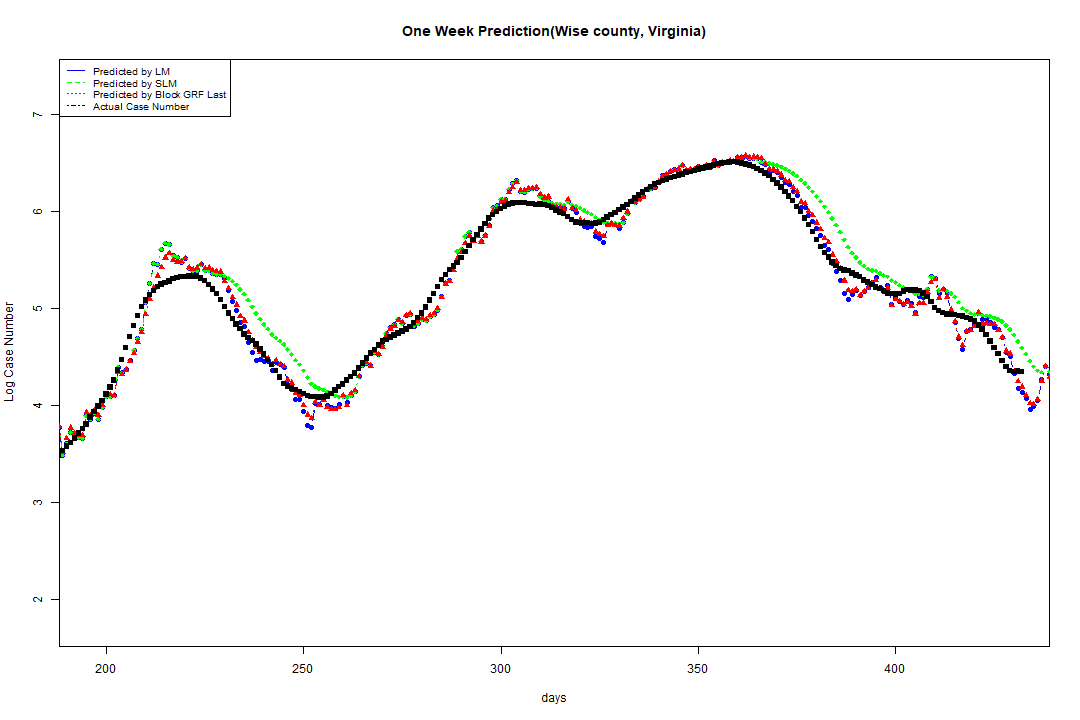 One Week Prediction(Wise county, Virginia)
Predicted by LM
Predicted by SLM
Predicted by Block GRF Last
Actual Case Number
7
6
5
4
3
2
Log Case Number
200 250 300 350 400
days